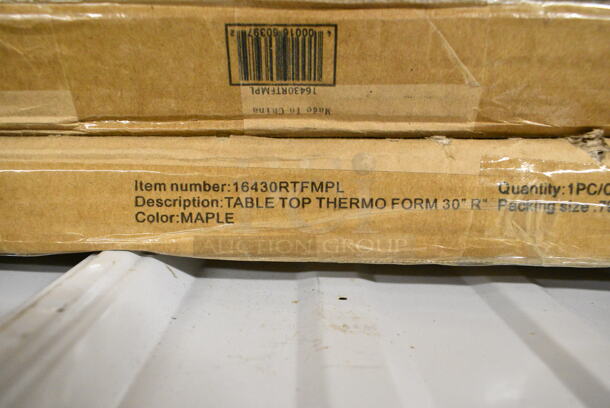 16430RTFMPL
Made In China
Item number:16430RTFMPL
Description:TABLE TOP THERMO FORM 30" R"
Color:MAPLE
Quantity:1PC/C
Packing size :7
AUCTION GROUP